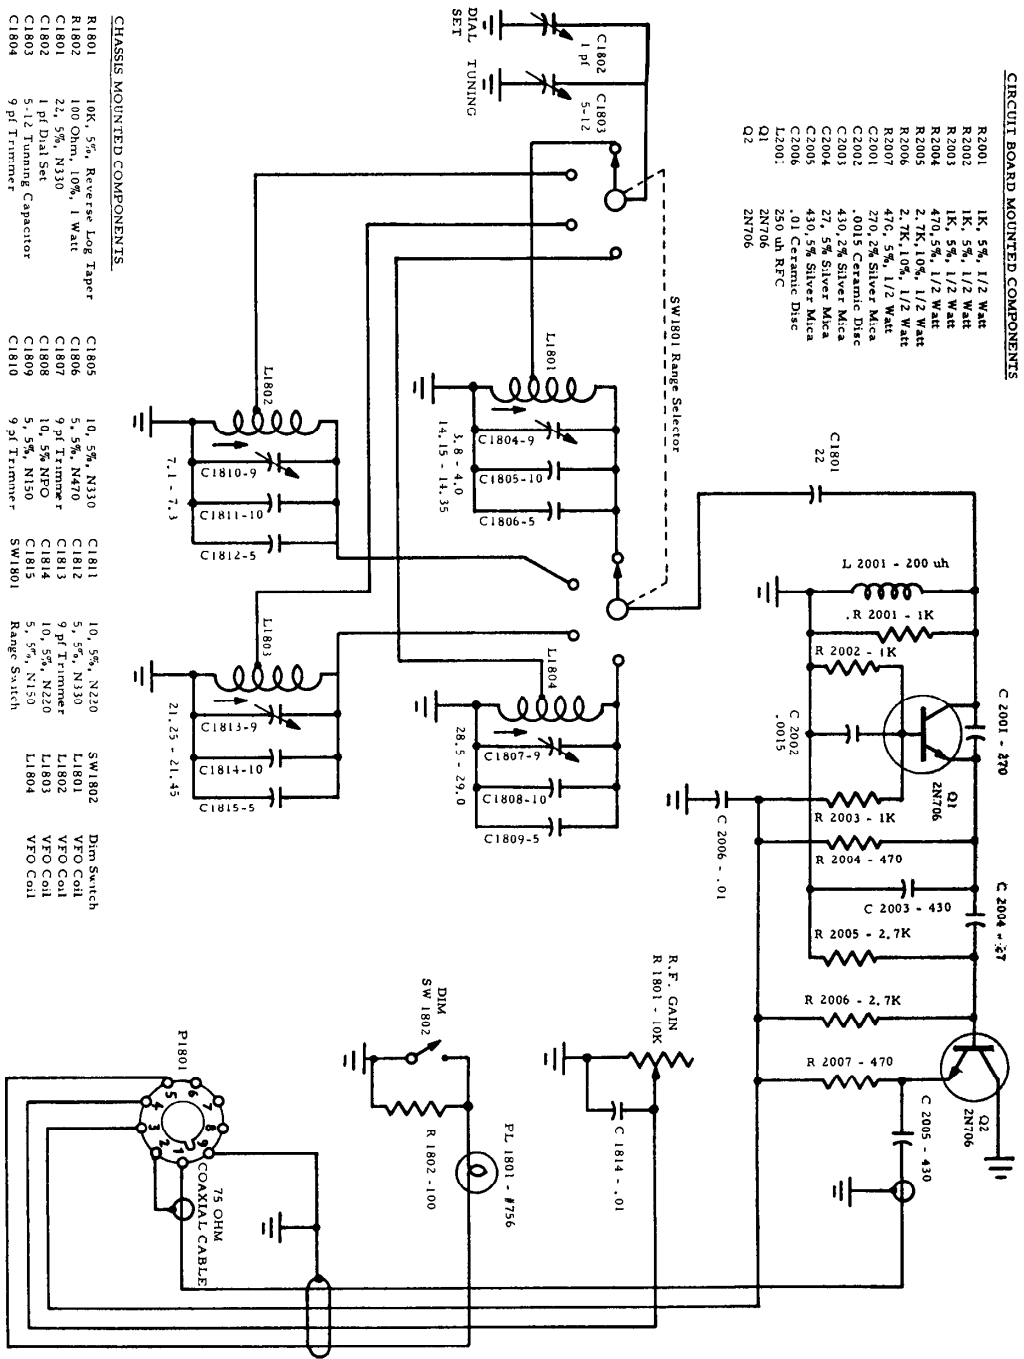 CIRCUIT BOARD MOUNTED COMPONENTS
R2001 1K, 5%, 1/2 Watt
R2002 1K, 5%, 1/2 Watt
R2003 1K, 5%, 1/2 Watt
R2004 470,5%, 1/2 Watt
R2005 2.7K,10%, 1/2 Watt
R2006 2.7K,10%, 1/2 Watt
R2007 470, 5%, 1/2 Watt
C2001 270,2% Silver Mica
C2002 .0015 Ceramic Disc
C2003 430,2% Silver Mica
C2004 27, 5% Silver Mica
C2005 430,5% Silver Mica
C2006 .01 Ceramic Disc
L2001 250 uh RFC
Q1 2N706
Q2 2N706
DIAL SET
C1802
1 pf
TUNING
C1803
5-12
SW1801 Range Selector
L1801
C1804-9
C1805-10
C1806-5
3.8 - 4.0
14.15 - 14.35
L1802
C1810-9
C1811-10
C1812-5
7.1 - 7.3
L1803
C1813-9
C1814-10
C1815-5
21.25 - 21.45
L1804
C1807-9
C1808-10
C1809-5
28.5 - 29.0
C1801
22
L 2001 - 200 uh
R 2001 - 1K
R 2002 - 1K
C 2002
.0015
C 2001 - 270
Q1
2N706
R 2003 - 1K
R 2004 - 470
C 2006 - .01
C 2003 - 430
C 2004 - 27
R 2005 - 2.7K
R 2006 - 2.7K
R 2007 - 470
Q2
2N706
C 2005 - 430
R.F. GAIN
R 1801 - 10K
C 1814 - .01
DIM
SW 1802
R 1802 - 100
PL 1801 - #756
P1801
1
2
3
4
5
6
7
8
9
75 OHM
COAXIAL CABLE
CHASSIS MOUNTED COMPONENTS
R1801 10K, 5%, Reverse Log Taper
R1802 100 Ohm, 10%, 1 Watt
C1801 22, 5%, N330
C1802 1 pf Dial Set
C1803 5-12 Tunning Capacitor
C1804 9 pf Trimmer
C1805 10, 5%, N330
C1806 5, 5%, N470
C1807 9 pf Trimmer
C1808 10, 5% NPO
C1809 5, 5%, N150
C1810 9 pf Trimmer
C1811 10, 5%, N220
C1812 5, 5%, N330
C1813 9 pf Trimmer
C1814 10, 5%, N220
C1815 5, 5%, N150
SW1801 Range Switch
SW1802 Dim Switch
L1801 VFO Coil
L1802 VFO Coil
L1803 VFO Coil
L1804 VFO Coil